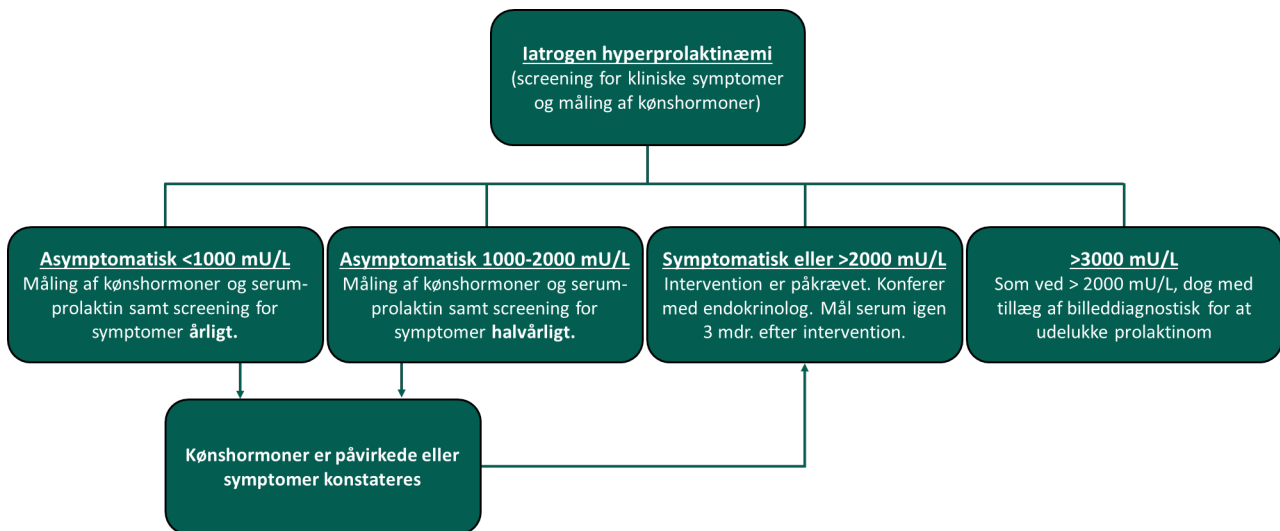 Iatrogen hyperprolaktinæmi
(screening for kliniske symptomer
og måling af kønshormoner)
Asymptomatisk <1000 mU/L
Måling af kønshormoner og serum-
prolaktin samt screening for
symptomer årligt.
Asymptomatisk 1000-2000 mU/L
Måling af kønshormoner og serum-
prolaktin samt screening for
symptomer halvårligt.
Symptomatisk eller >2000 mU/L
Intervention er påkrævet. Konferer
med endokrinolog. Mål serum igen
3 mdr. efter intervention.
>3000 mU/L
Som ved > 2000 mU/L, dog med
tillæg af billeddiagnostisk for at
udelukke prolaktinom
Kønshormoner er påvirkede eller
symptomer konstateres